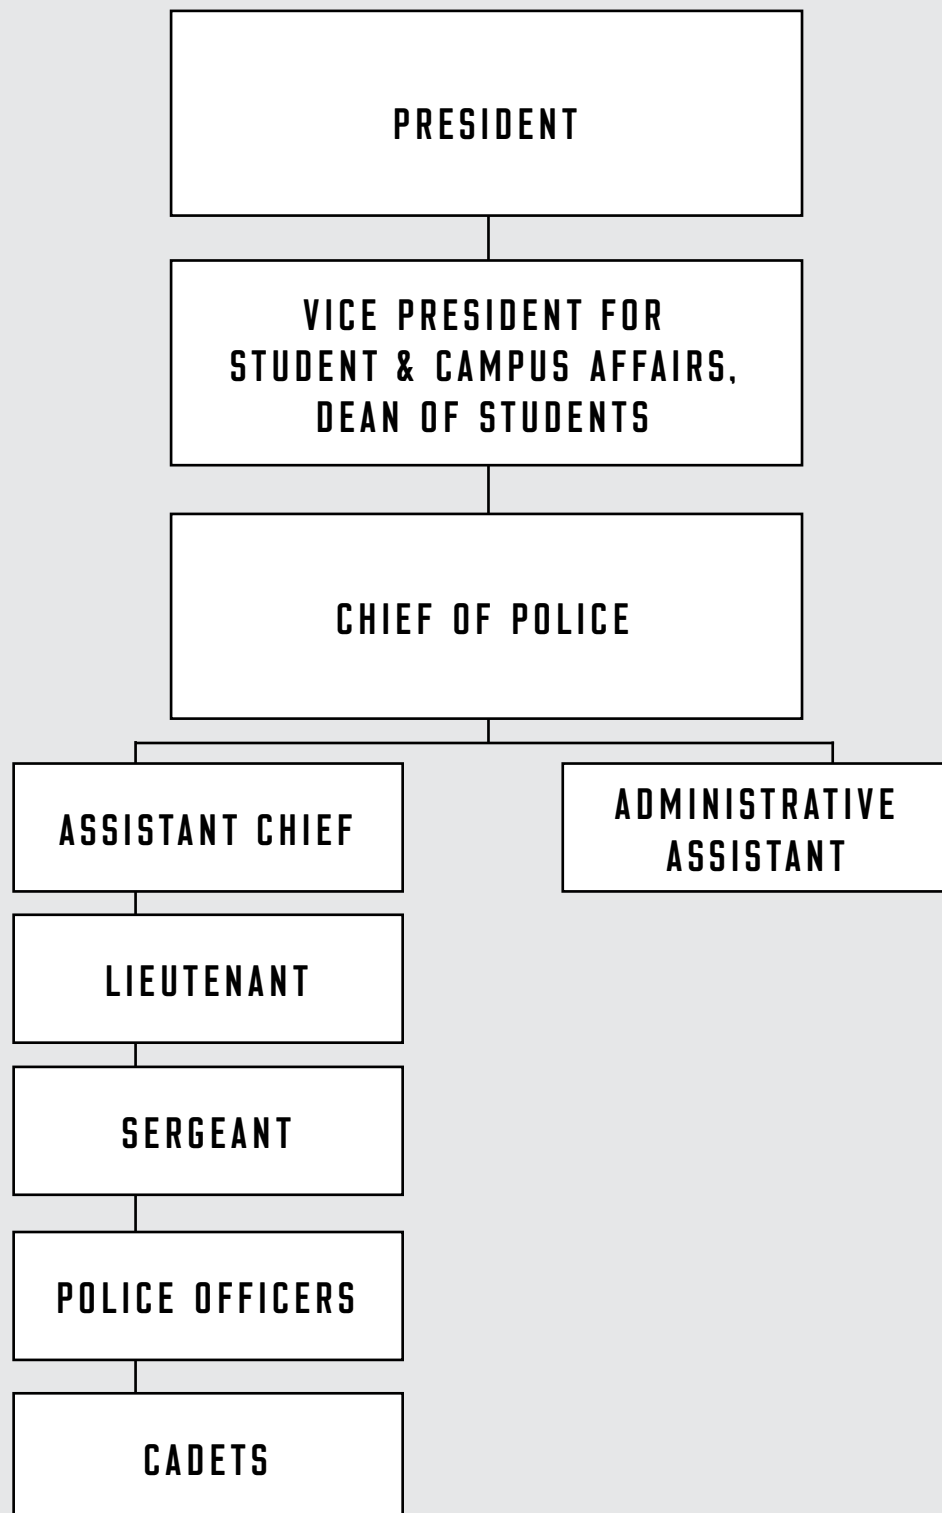 PRESIDENT
VICE PRESIDENT FOR
STUDENT & CAMPUS AFFAIRS,
DEAN OF STUDENTS
CHIEF OF POLICE
ASSISTANT CHIEF
ADMINISTRATIVE
ASSISTANT
LIEUTENANT
SERGEANT
POLICE OFFICERS
CADETS